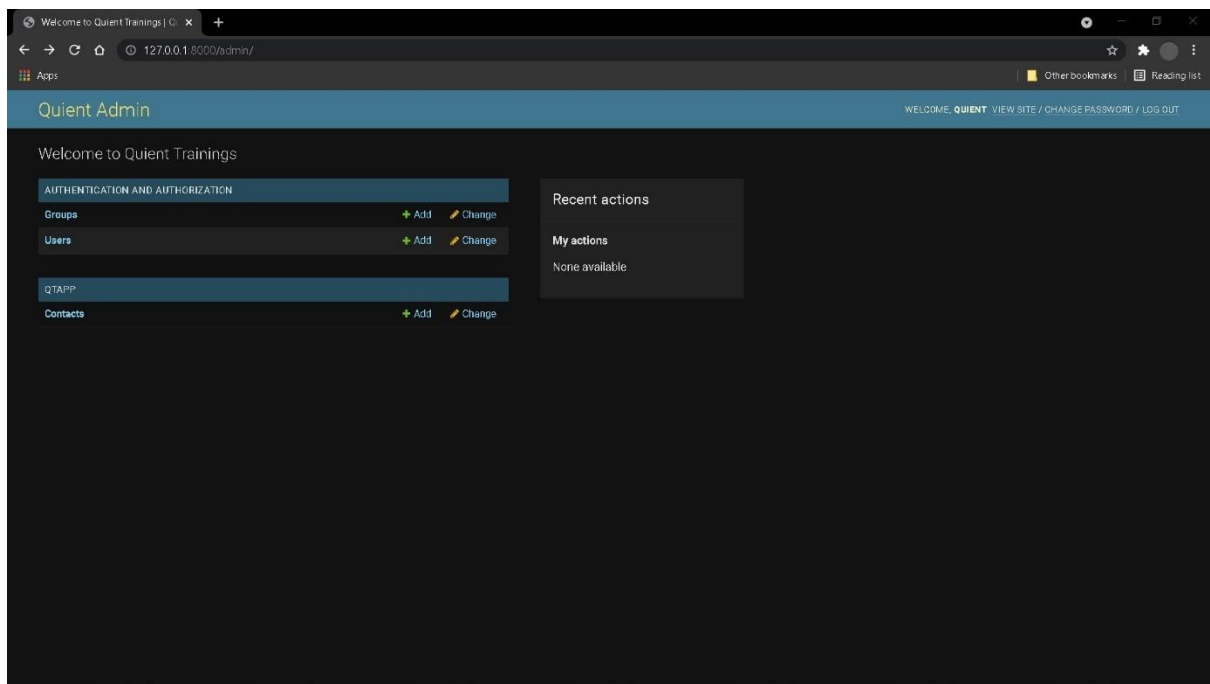 Welcome to Quient Trainings | Q
127.0.0.1:8000/admin/
Apps
Other bookmarks
Reading list
Quient Admin
WELCOME, QUIENT. VIEW SITE / CHANGE PASSWORD / LOG OUT
Welcome to Quient Trainings
AUTHENTICATION AND AUTHORIZATION
Groups + Add Change
Users + Add Change
QTAPP
Contacts + Add Change
Recent actions
My actions
None available